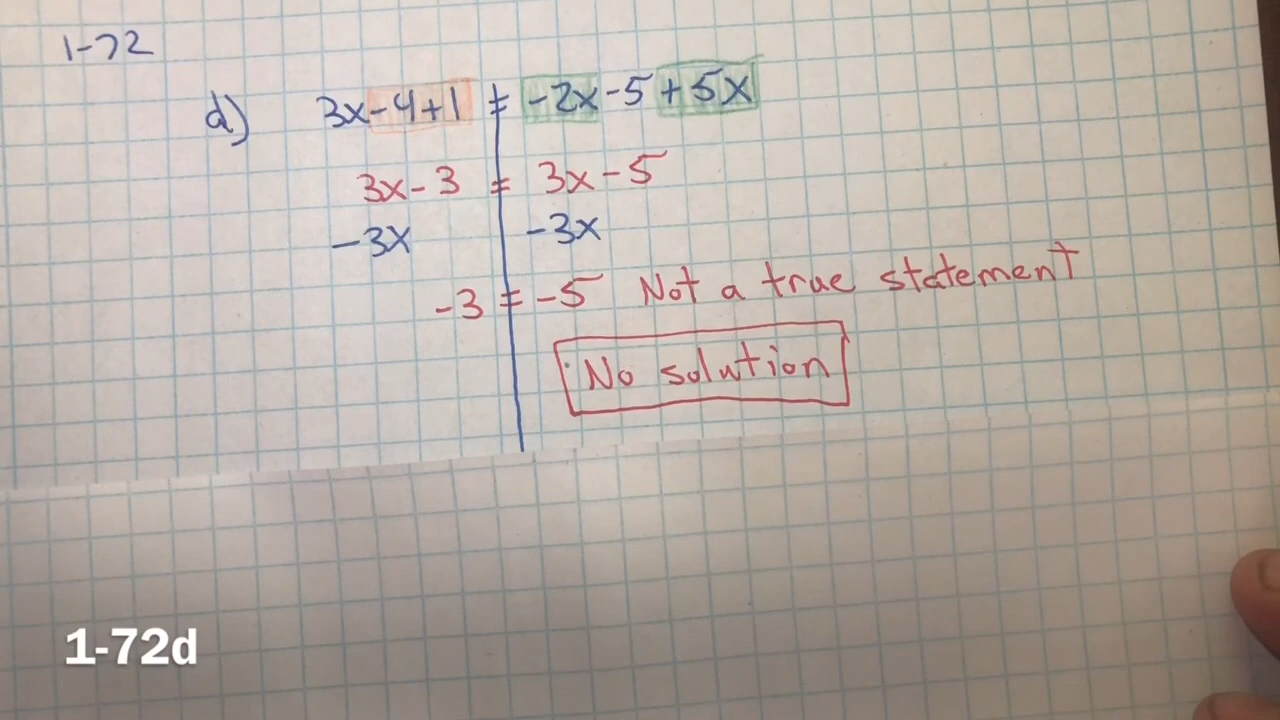 1-72
d) 3x-4+1 = -2x-5+5x
3x-3 = 3x-5
-3x -3x
-3 = -5 Not a true statement
No solution
1-72d